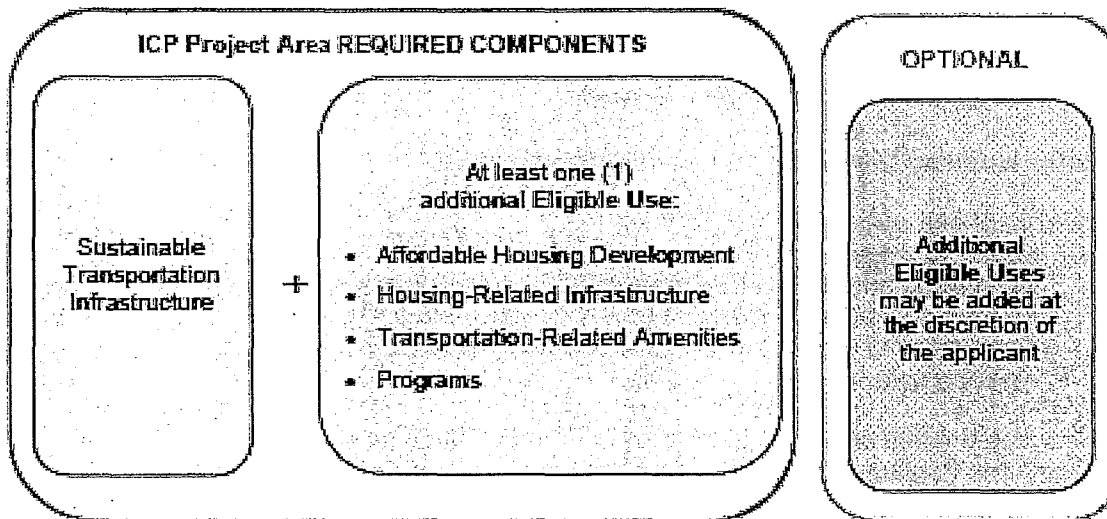 ICP Project Area REQUIRED COMPONENTS
Sustainable
Transportation
Infrastructure
+
At least one (1)
additional Eligible Use:
• Affordable Housing Development
• Housing-Related Infrastructure
• Transportation-Related Amenities
• Programs
OPTIONAL
Additional
Eligible Uses
may be added at
the discretion of
the applicant